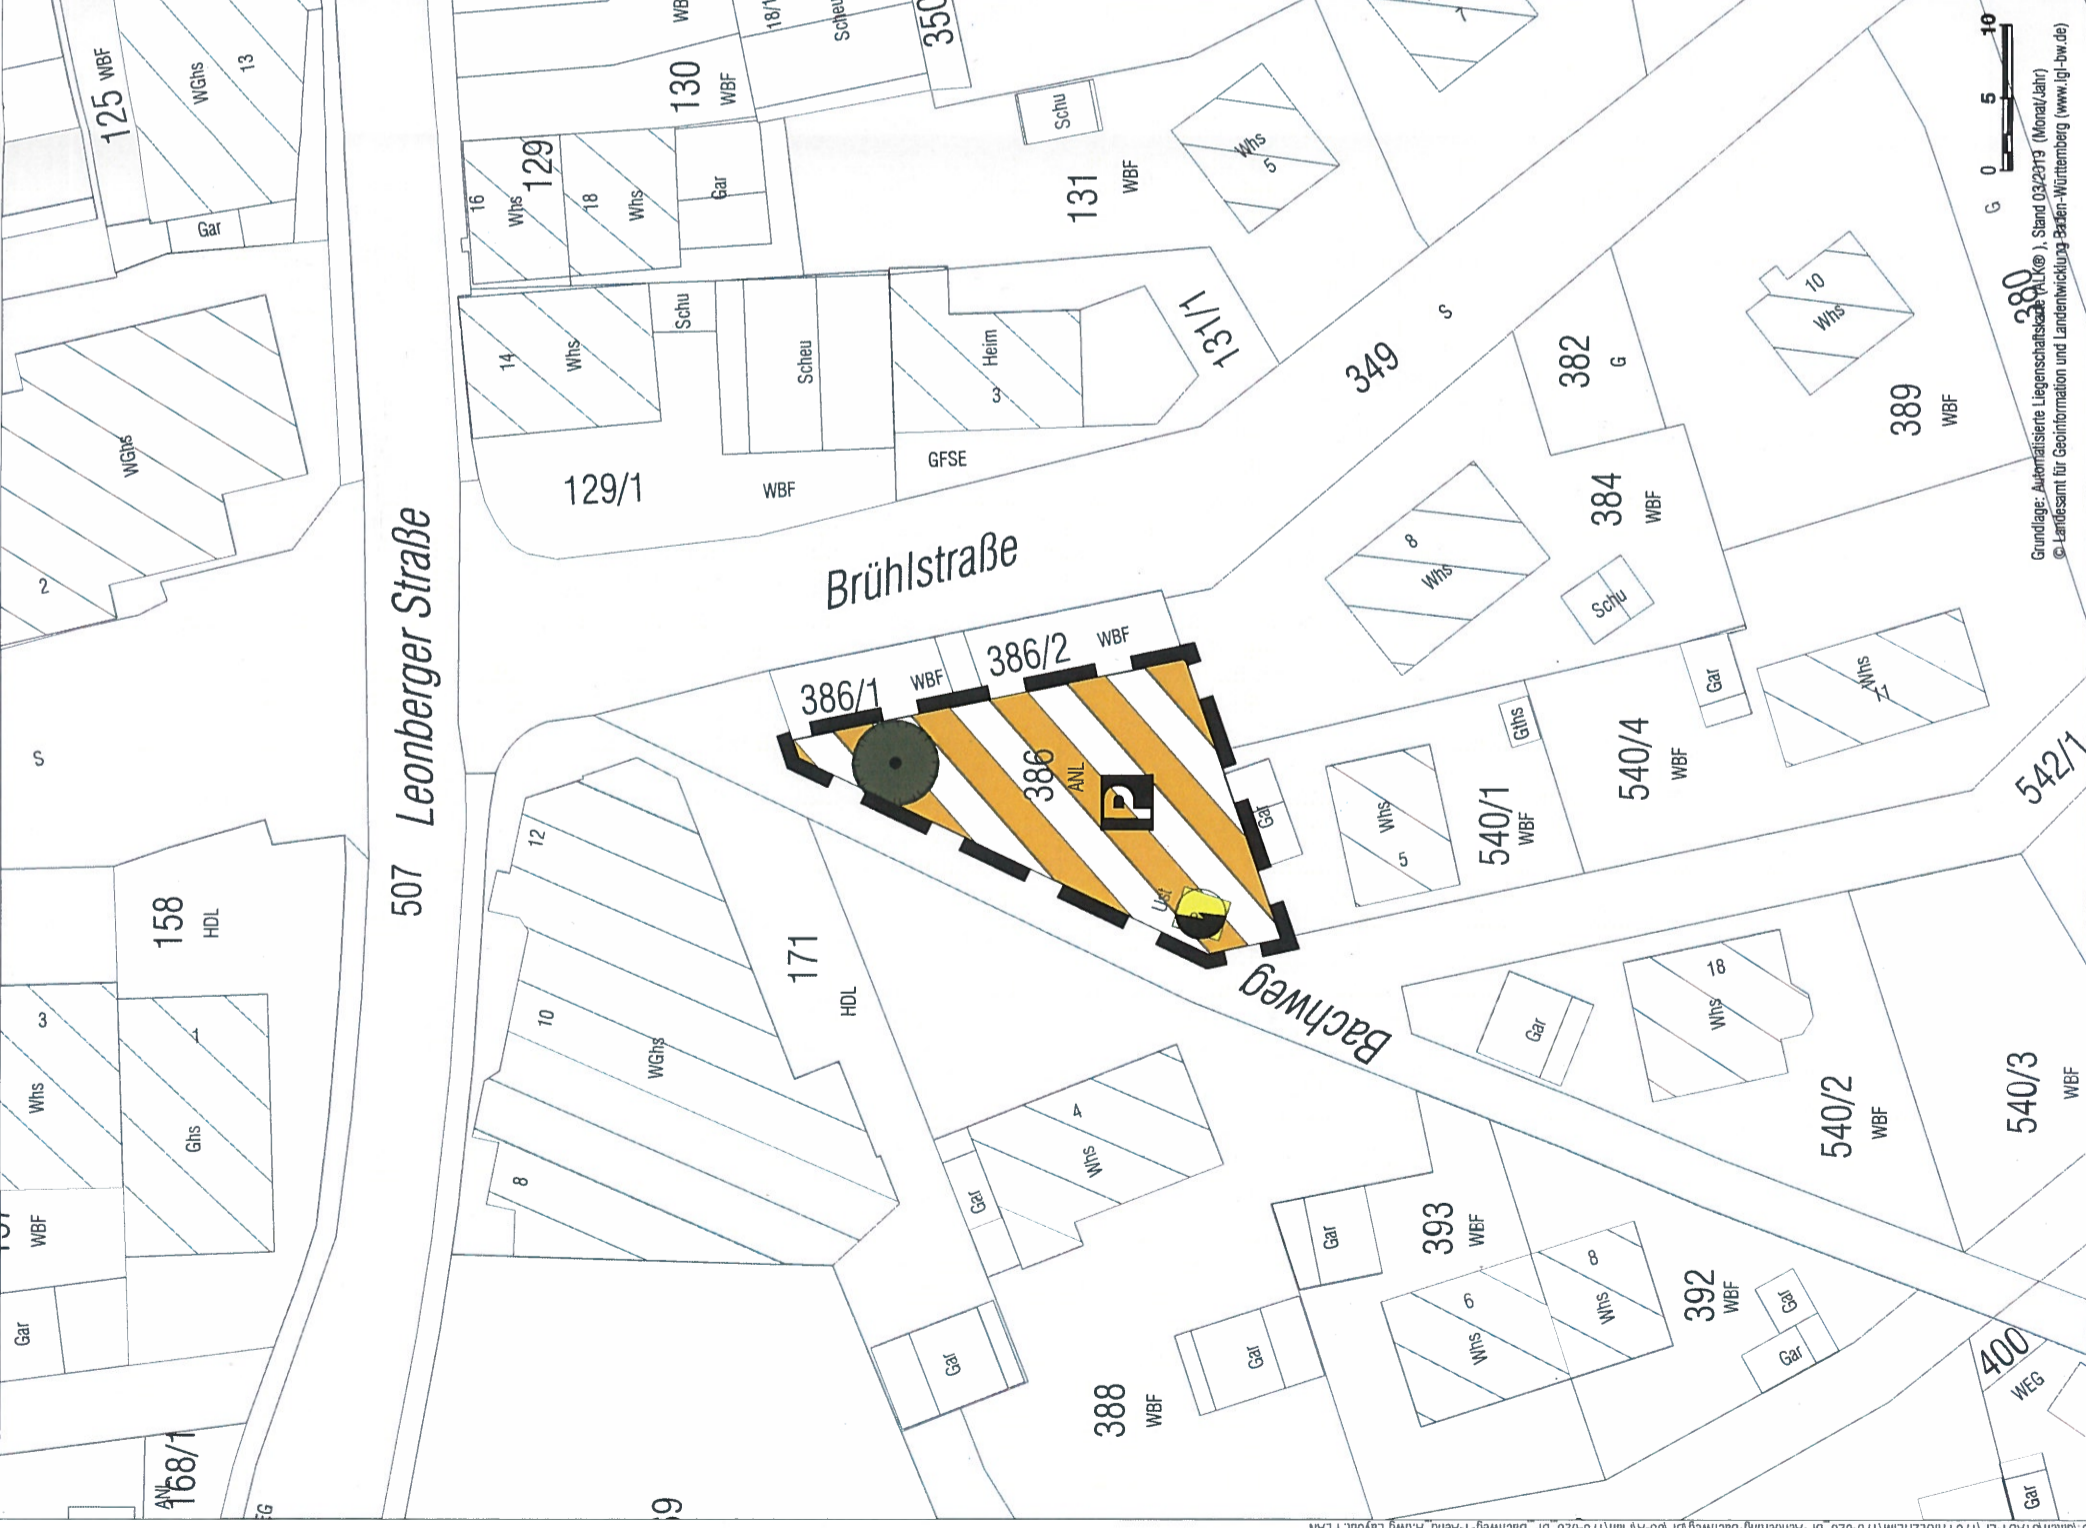 125 WBF
WGhs
13
Gar
WGhs
2
S
158
HDL
3
Whs
1
Ghs
WBF
Gar
168/1
ANL
507 Leonberger Straße
130
WBF
18/1
129
16
Whs
18
Whs
Gar
14
Whs
Schu
Scheu
Heim
3
GFSE
129/1
WBF
131
WBF
Schu
Whs
5
7
131/1
349
S
Brühlstraße
386/1
WBF
386/2
WBF
386
ANL
P
Ust
Gar
382
G
384
WBF
8
Whs
Schu
10
Whs
389
WBF
380
G
Gths
540/1
WBF
Whs
5
540/4
WBF
Gar
Whs
542/1
12
10
8
WGhs
171
HDL
Bachweg
4
Whs
Gar
Gar
388
WBF
Gar
Gar
393
WBF
6
Whs
8
Whs
392
WBF
Gar
Gar
Gar
18
Whs
540/2
WBF
540/3
WBF
400
WEG
Gar
0 5 10
Grundlage: Automatisierte Liegenschaftskarte (ALK®), Stand 03/2019 (Monat/Jahr)
© Landesamt für Geoinformation und Landentwicklung Baden-Württemberg (www.lgl-bw.de)